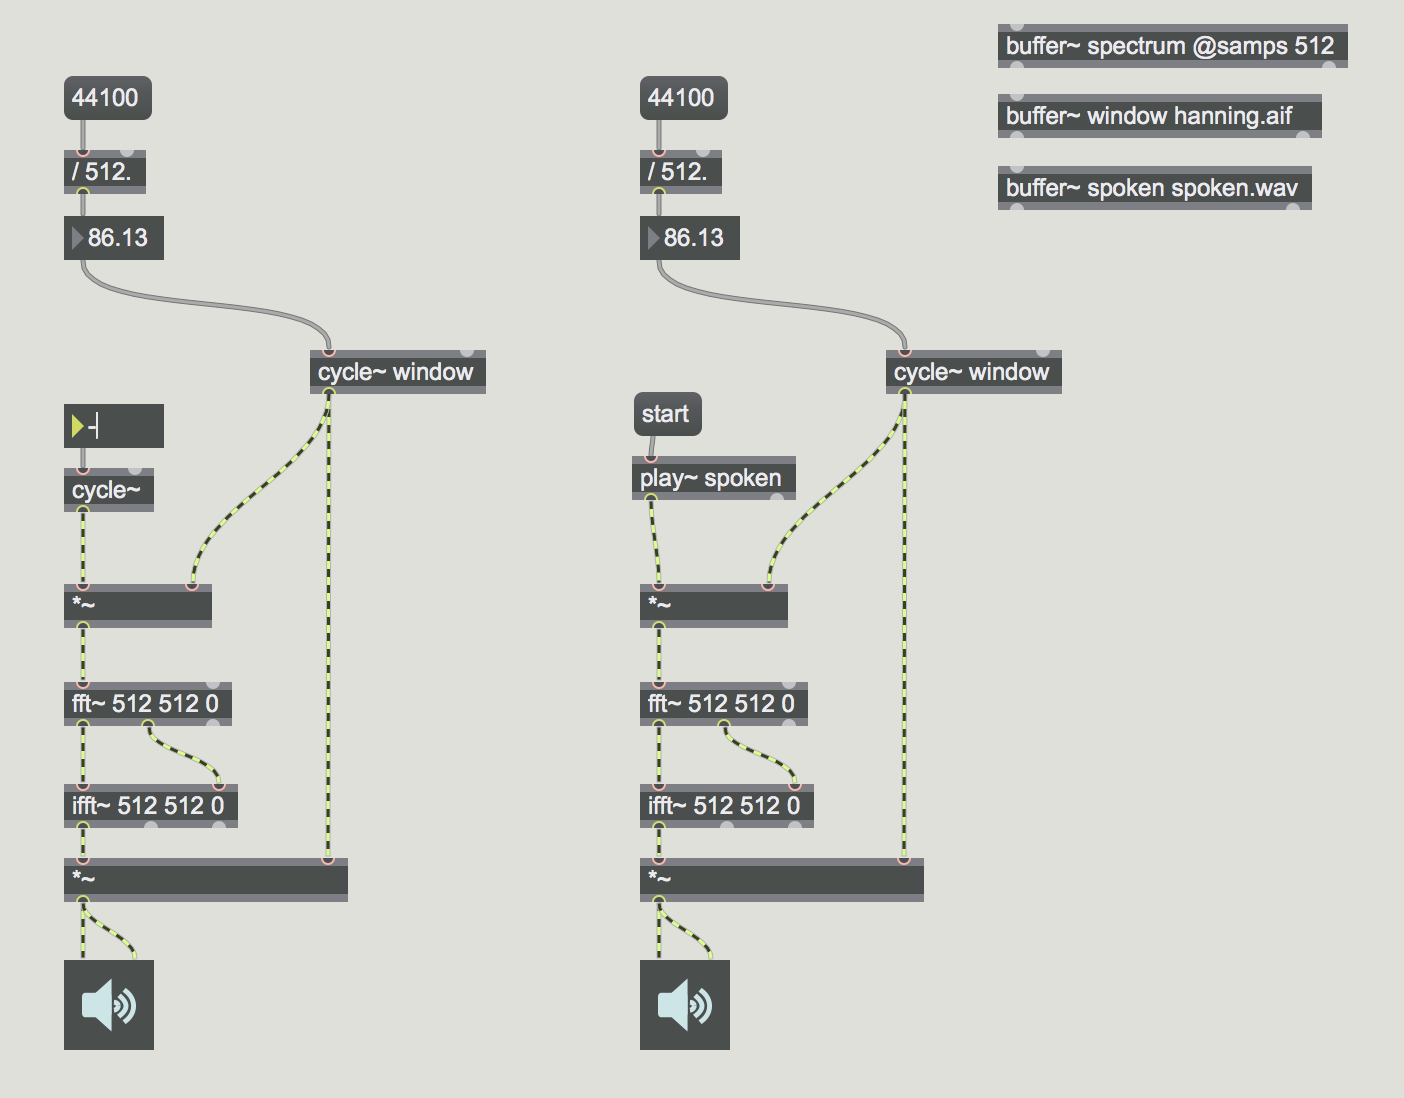 44100
/ 512.
86.13
cycle~ window
-
cycle~
*~
fft~ 512 512 0
ifft~ 512 512 0
*~
44100
/ 512.
86.13
cycle~ window
start
play~ spoken
*~
fft~ 512 512 0
ifft~ 512 512 0
*~
buffer~ spectrum @samps 512
buffer~ window hanning.aif
buffer~ spoken spoken.wav